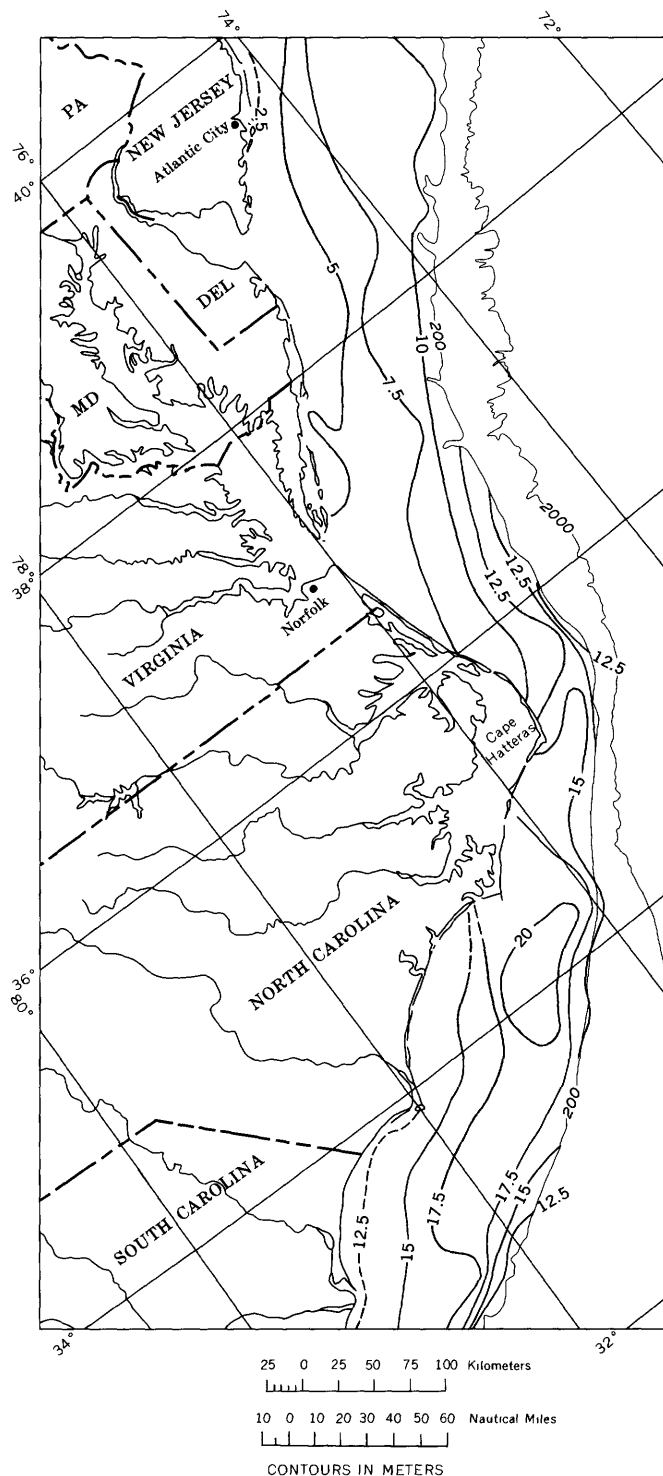 74°
72°
PA
NEW JERSEY
Atlantic City
2.5
76°
40°
5
DEL
200
10
7.5
MD
2000
78°
38°
12.5
12.5
Norfolk
VIRGINIA
12.5
Cape
Hatteras
15
20
NORTH CAROLINA
36°
80°
200
SOUTH CAROLINA
12.5
15
17.5
17.5
15
12.5
34°
32°
25 0 25 50 75 100 Kilometers
10 0 10 20 30 40 50 60 Nautical Miles
CONTOURS IN METERS